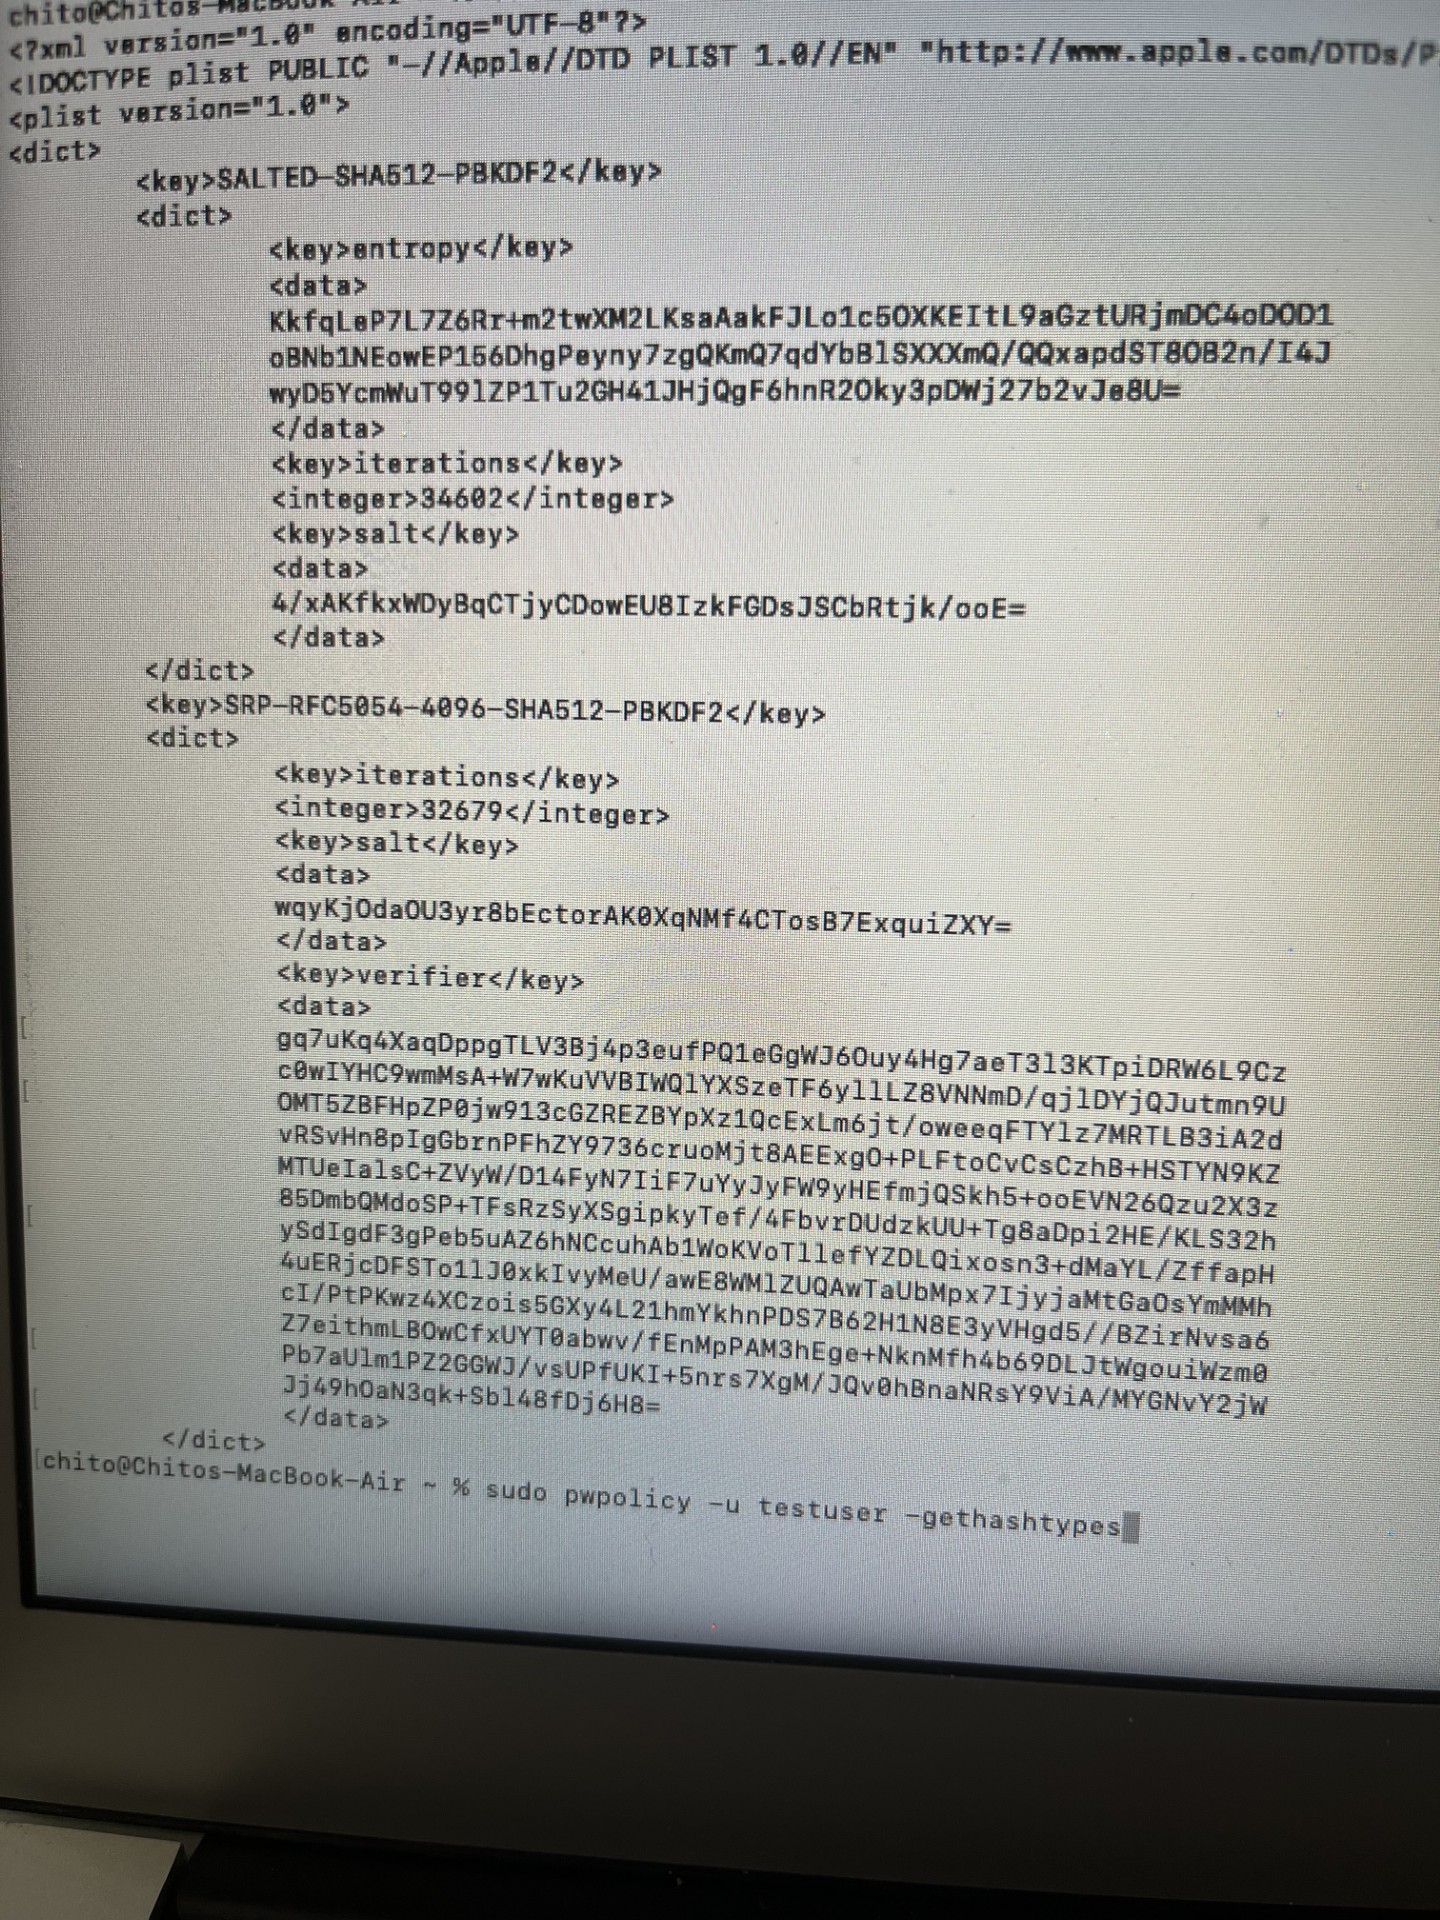 chito@Chitos-MacBook-Air
<?xml version="1.0" encoding="UTF-8"?>
<!DOCTYPE plist PUBLIC "-//Apple//DTD PLIST 1.0//EN" "http://www.apple.com/DTDs/P
<plist version="1.0">
<dict>
<key>SALTED-SHA512-PBKDF2</key>
<dict>
<key>entropy</key>
<data>
KkfqLeP7L7Z6Rr+m2twXM2LKsaAakFJLo1c5OXKEItL9aGztURjmDC4oDOD1
oBNb1NEowEP156DhgPeyny7zgQKmQ7qdYbBlSXXXmQ/QQxapdST8OB2n/I4J
wyD5YcmWuT99lZP1Tu2GH41JHjQgF6hnR2Oky3pDWj27b2vJe8U=
</data>
<key>iterations</key>
<integer>34602</integer>
<key>salt</key>
<data>
4/xAKfkxWDyBqCTjyCDowEU8IzkFGDsJSCbRtjk/ooE=
</data>
</dict>
<key>SRP-RFC5054-4096-SHA512-PBKDF2</key>
<dict>
<key>iterations</key>
<integer>32679</integer>
<key>salt</key>
<data>
wqyKjOdaOU3yr8bEctorAK0XqNMf4CTosB7ExquiZXY=
</data>
<key>verifier</key>
<data>
gq7uKq4XaqDppgTLV3Bj4p3eufPQ1eGgWJ6Ouy4Hg7aeT3l3KTpiDRW6L9Cz
c0wIYHC9wmMsA+W7wKuVVBIWQlYXSzeTF6yllLZ8VNNmD/qjlDYjQJutmn9U
OMT5ZBFHpZP0jw913cGZREZBYpXz1QcExLm6jt/oweeqFTYlz7MRTLB3iA2d
vRSvHn8pIgGbrnPFhZY9736cruoMjt8AEExgO+PLFtoCvCsCzhB+HSTYN9KZ
MTUeIalsC+ZVyW/D14FyN7IiF7uYyJyFW9yHEfmjQSkh5+ooEVN26Qzu2X3z
85DmbQMdoSP+TFsRzSyXSgipkyTef/4FbvrDUdzkUU+Tg8aDpi2HE/KLS32h
ySdIgdF3gPeb5uAZ6hNCcuhAb1WoKVoTllefYZDLQixosn3+dMaYL/ZffapH
4uERjcDFSTo11J0xkIvyMeU/awE8WMlZUQAwTaUbMpx7IjyjaMtGaOsYmMMh
cI/PtPKwz4XCzois5GXy4L21hmYkhnPDS7B62H1N8E3yVHgd5//BZirNvsa6
Z7eithmLBOwCfxUYT0abwv/fEnMpPAM3hEge+NknMfh4b69DLJtWgouiWzm0
Pb7aUlm1PZ2GGWJ/vsUPfUKI+5nrs7XgM/JQv0hBnaNRsY9ViA/MYGNvY2jW
Jj49hOaN3qk+Sbl48fDj6H8=
</data>
</dict>
[chito@Chitos-MacBook-Air ~ % sudo pwpolicy -u testuser -gethashtypes